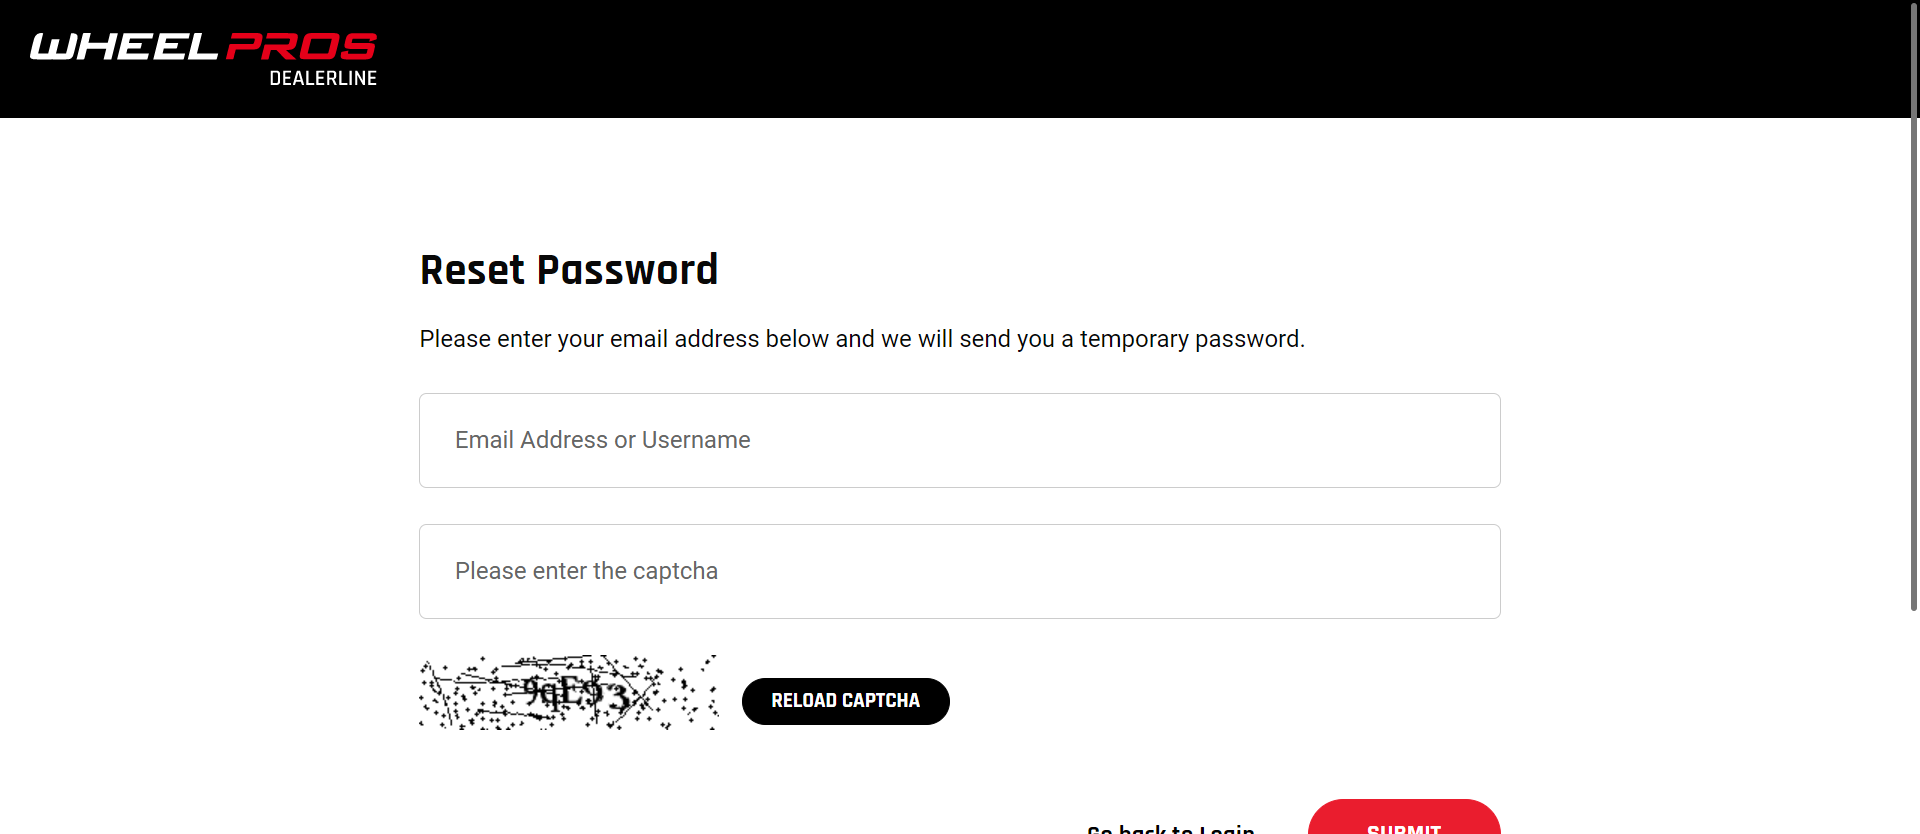 WHEEL PROS
DEALERLINE
Reset Password
Please enter your email address below and we will send you a temporary password.
Email Address or Username
Please enter the captcha
RELOAD CAPTCHA
Go back to Login
SUBMIT